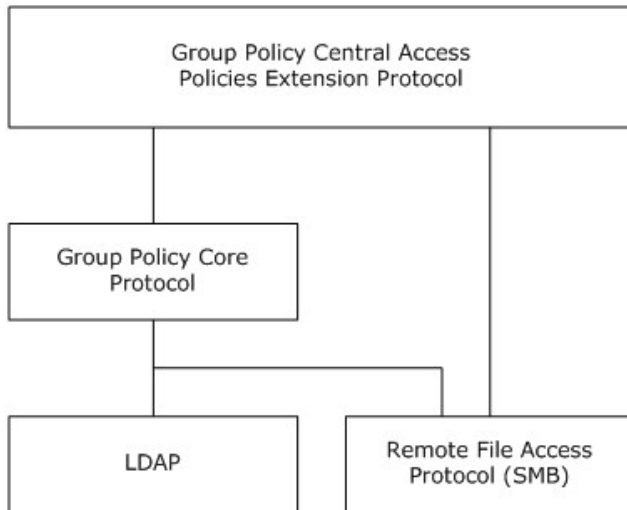 Group Policy Central Access
Policies Extension Protocol
Group Policy Core
Protocol
LDAP
Remote File Access
Protocol (SMB)